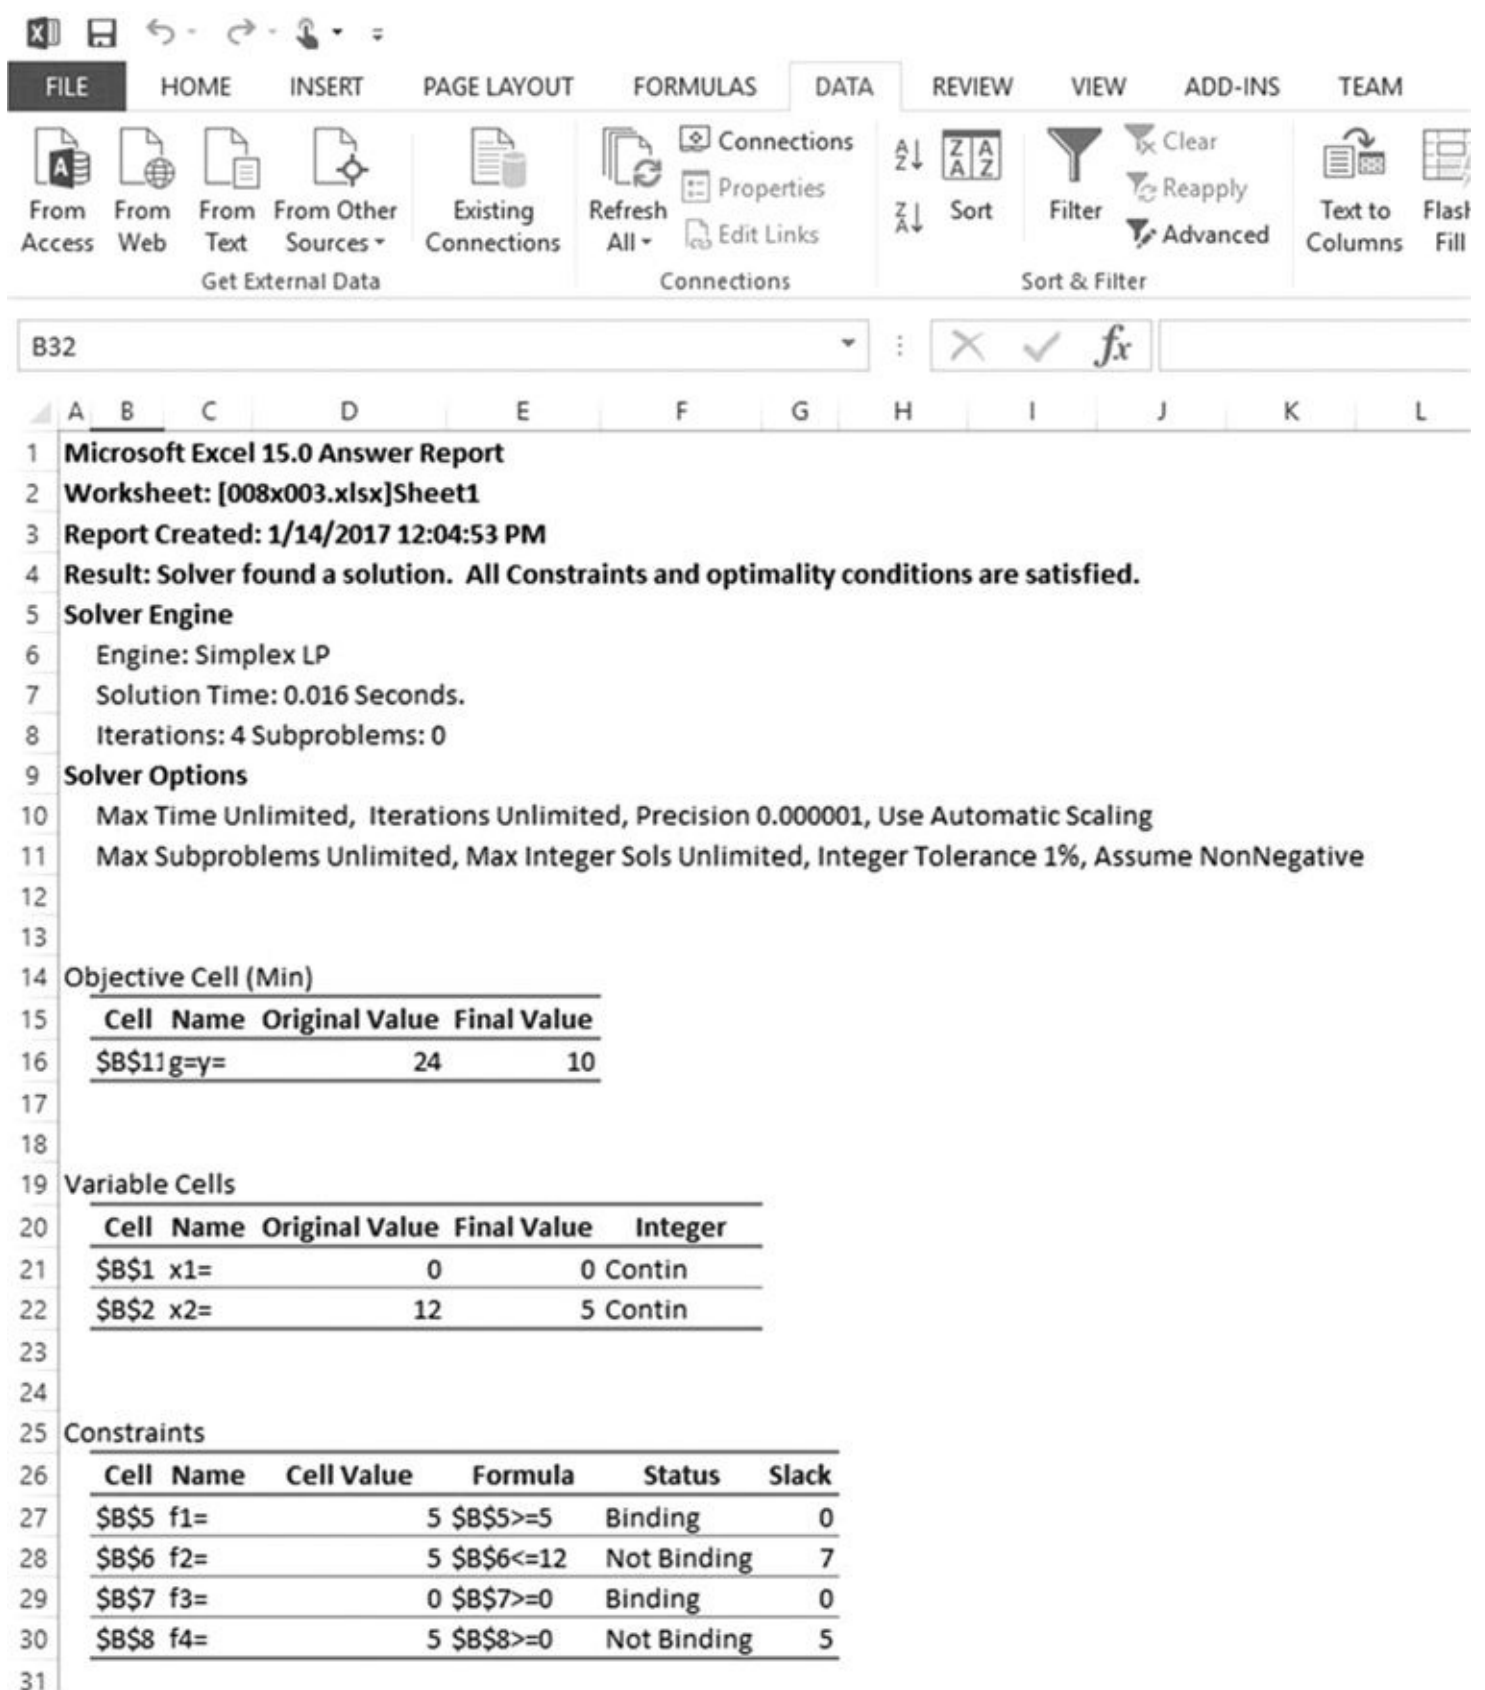 FILE HOME INSERT PAGE LAYOUT FORMULAS DATA REVIEW VIEW ADD-INS TEAM
From Access
From Web
From Text
From Other Sources
Existing Connections
Get External Data
Refresh All
Connections
Properties
Edit Links
Connections
Sort
Filter
Clear
Reapply
Advanced
Sort & Filter
Text to Columns
Flash Fill
B32 fx
A B C D E F G H I J K L
1 Microsoft Excel 15.0 Answer Report
2 Worksheet: [008x003.xlsx]Sheet1
3 Report Created: 1/14/2017 12:04:53 PM
4 Result: Solver found a solution. All Constraints and optimality conditions are satisfied.
5 Solver Engine
6 Engine: Simplex LP
7 Solution Time: 0.016 Seconds.
8 Iterations: 4 Subproblems: 0
9 Solver Options
10 Max Time Unlimited, Iterations Unlimited, Precision 0.000001, Use Automatic Scaling
11 Max Subproblems Unlimited, Max Integer Sols Unlimited, Integer Tolerance 1%, Assume NonNegative
12
13
14 Objective Cell (Min)
15 Cell Name Original Value Final Value
16 $B$11 g=y= 24 10
17
18
19 Variable Cells
20 Cell Name Original Value Final Value Integer
21 $B$1 x1= 0 0 Contin
22 $B$2 x2= 12 5 Contin
23
24
25 Constraints
26 Cell Name Cell Value Formula Status Slack
27 $B$5 f1= 5 $B$5>=5 Binding 0
28 $B$6 f2= 5 $B$6<=12 Not Binding 7
29 $B$7 f3= 0 $B$7>=0 Binding 0
30 $B$8 f4= 5 $B$8>=0 Not Binding 5
31